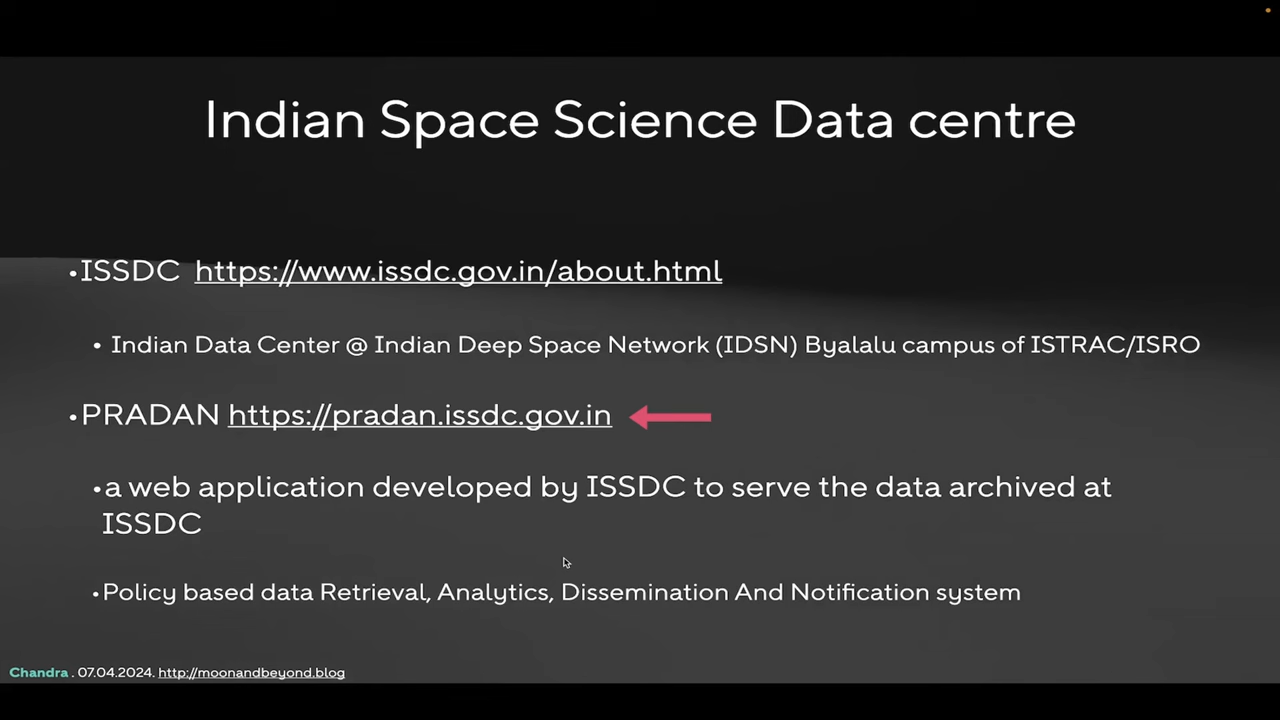 Indian Space Science Data centre
•ISSDC https://www.issdc.gov.in/about.html
• Indian Data Center @ Indian Deep Space Network (IDSN) Byalalu campus of ISTRAC/ISRO
•PRADAN https://pradan.issdc.gov.in
•a web application developed by ISSDC to serve the data archived at
ISSDC
•Policy based data Retrieval, Analytics, Dissemination And Notification system
Chandra . 07.04.2024. http://moonandbeyond.blog